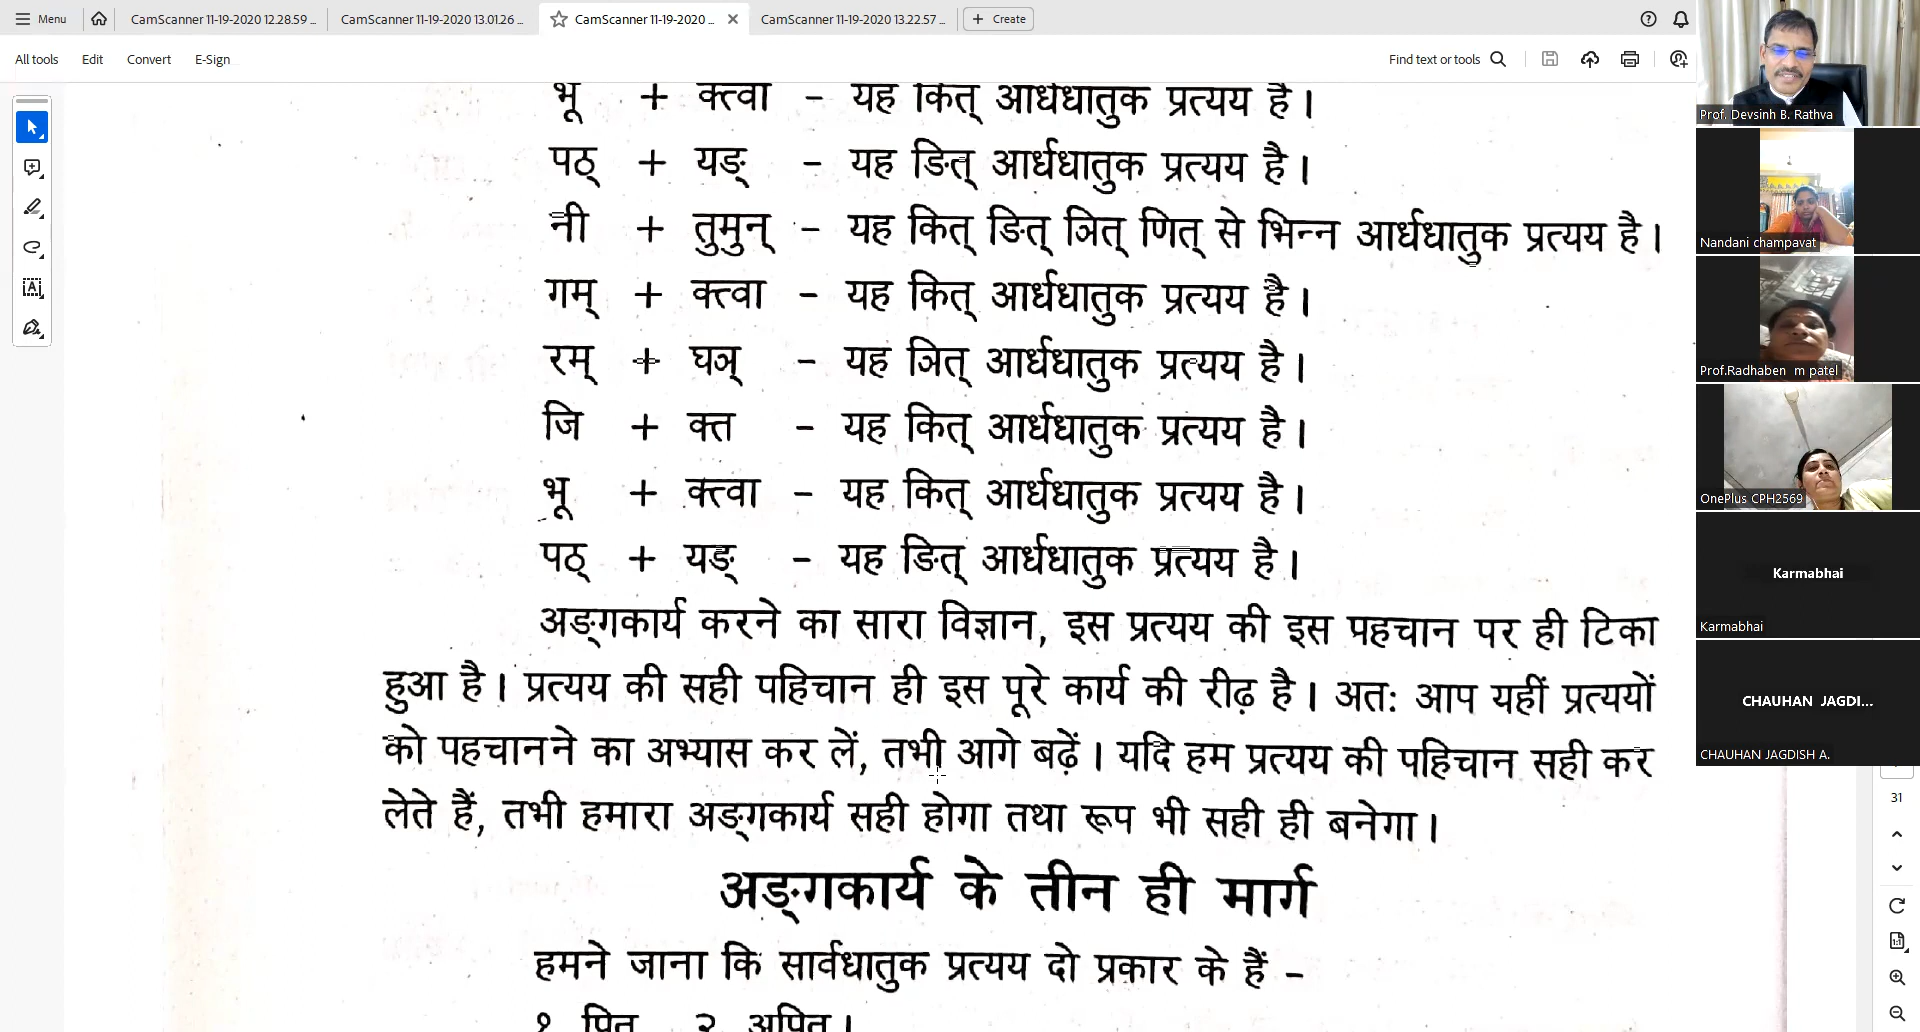 Menu
CamScanner 11-19-2020 12.28.59 ...
CamScanner 11-19-2020 13.01.26 ...
CamScanner 11-19-2020 ...
CamScanner 11-19-2020 13.22.57 ...
Create
All tools Edit Convert E-Sign
Find text or tools
भू + क्त्वा – यह कित् आर्धधातुक प्रत्यय है।
पठ् + यङ् – यह ङित् आर्धधातुक प्रत्यय है।
नी + तुमुन् – यह कित् ङित् ञित् णित् से भिन्न आर्धधातुक प्रत्यय है।
गम् + क्त्वा – यह कित् आर्धधातुक प्रत्यय है।
रम् + घञ् – यह ञित् आर्धधातुक प्रत्यय है।
जि + क्त – यह कित् आर्धधातुक प्रत्यय है।
भू + क्त्वा – यह कित् आर्धधातुक प्रत्यय है।
पठ् + यङ् – यह ङित् आर्धधातुक प्रत्यय है।
अङ्गकार्य करने का सारा विज्ञान, इस प्रत्यय की इस पहचान पर ही टिका
हुआ है। प्रत्यय की सही पहिचान ही इस पूरे कार्य की रीढ़ है। अतः आप यहीं प्रत्ययों
को पहचानने का अभ्यास कर लें, तभी आगे बढ़ें। यदि हम प्रत्यय की पहिचान सही कर
लेते हैं, तभी हमारा अङ्गकार्य सही होगा तथा रूप भी सही ही बनेगा।
अङ्गकार्य के तीन ही मार्ग
हमने जाना कि सार्वधातुक प्रत्यय दो प्रकार के हैं –
१. पित् २. अपित्।
Prof. Devsinh B. Rathva
Nandani champavat
Prof.Radhaben m patel
OnePlus CPH2569
Karmabhai
Karmabhai
CHAUHAN JAGDI...
CHAUHAN JAGDISH A.
31